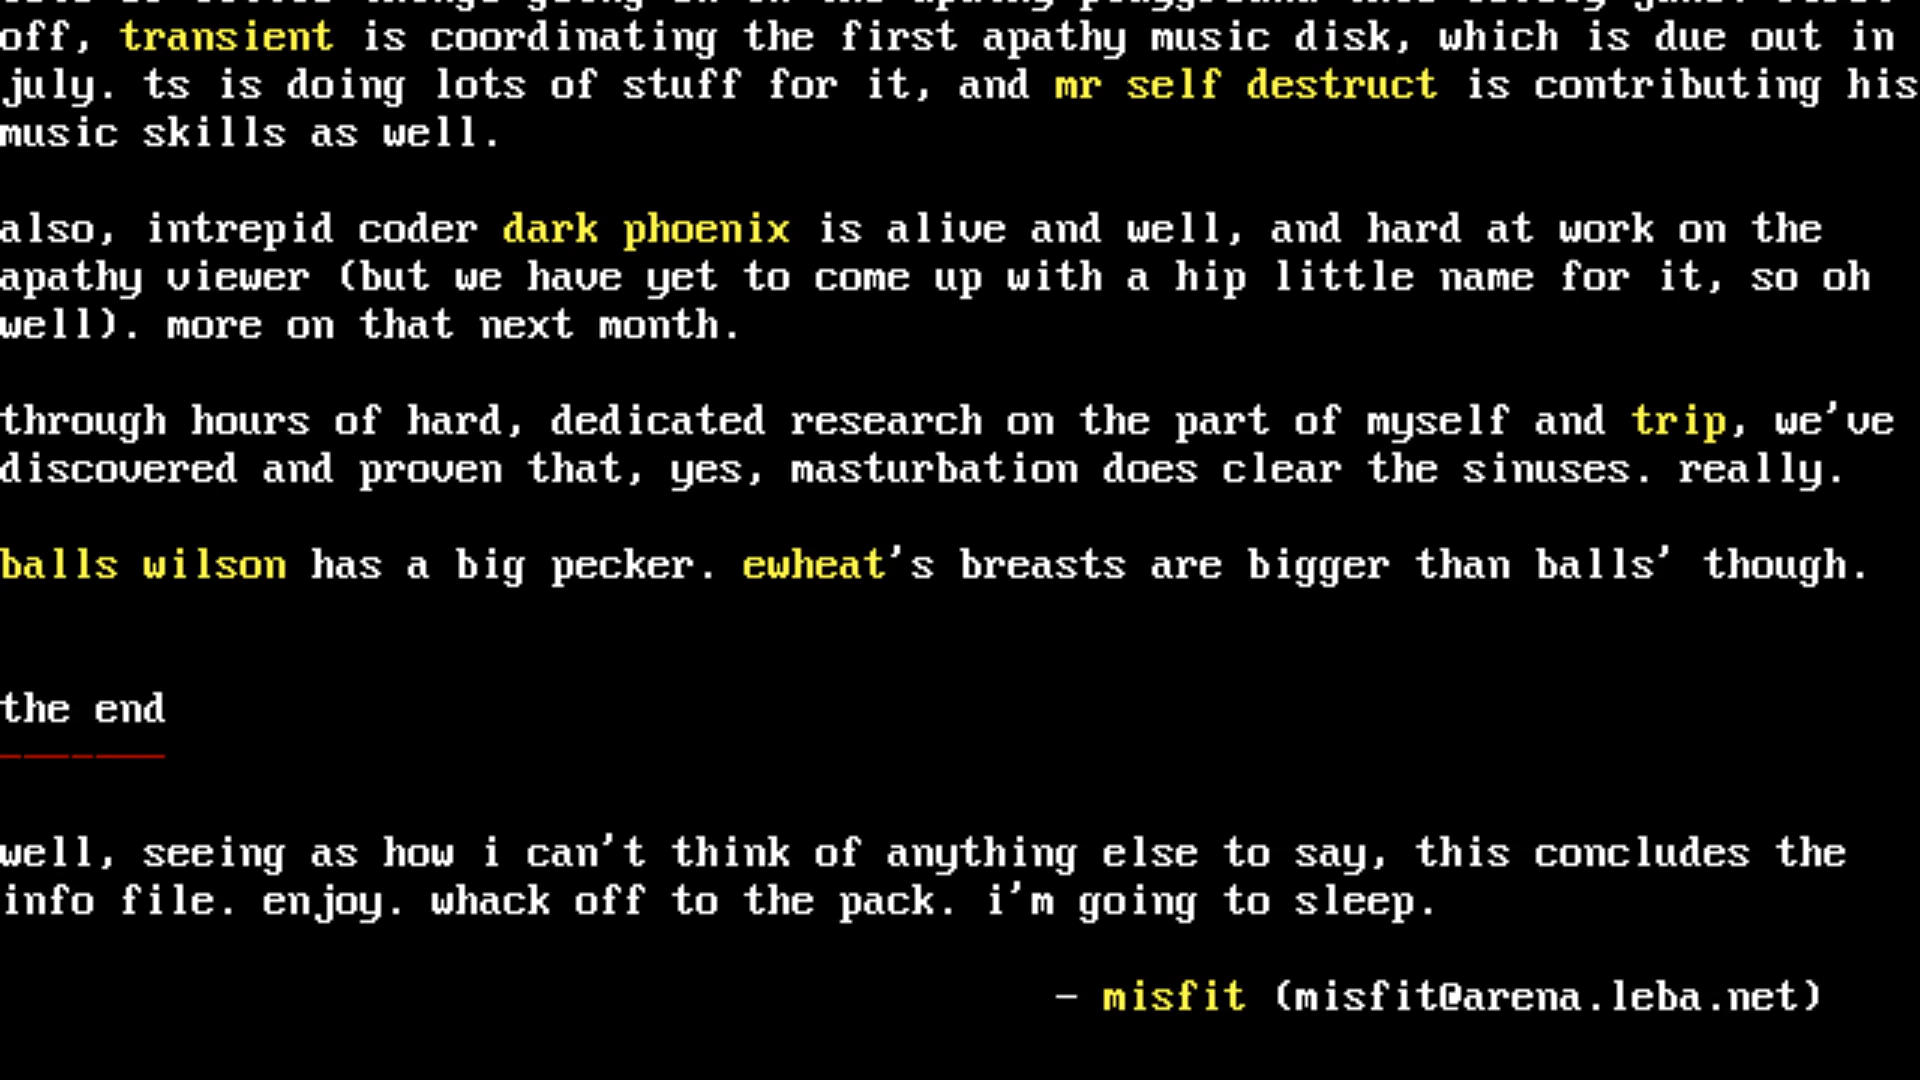 off, transient is coordinating the first apathy music disk, which is due out in
july. ts is doing lots of stuff for it, and mr self destruct is contributing his
music skills as well.
also, intrepid coder dark phoenix is alive and well, and hard at work on the
apathy viewer (but we have yet to come up with a hip little name for it, so oh
well). more on that next month.
through hours of hard, dedicated research on the part of myself and trip, we've
discovered and proven that, yes, masturbation does clear the sinuses. really.
balls wilson has a big pecker. ewheat's breasts are bigger than balls' though.
the end
well, seeing as how i can't think of anything else to say, this concludes the
info file. enjoy. whack off to the pack. i'm going to sleep.
- misfit (misfit@arena.leba.net)